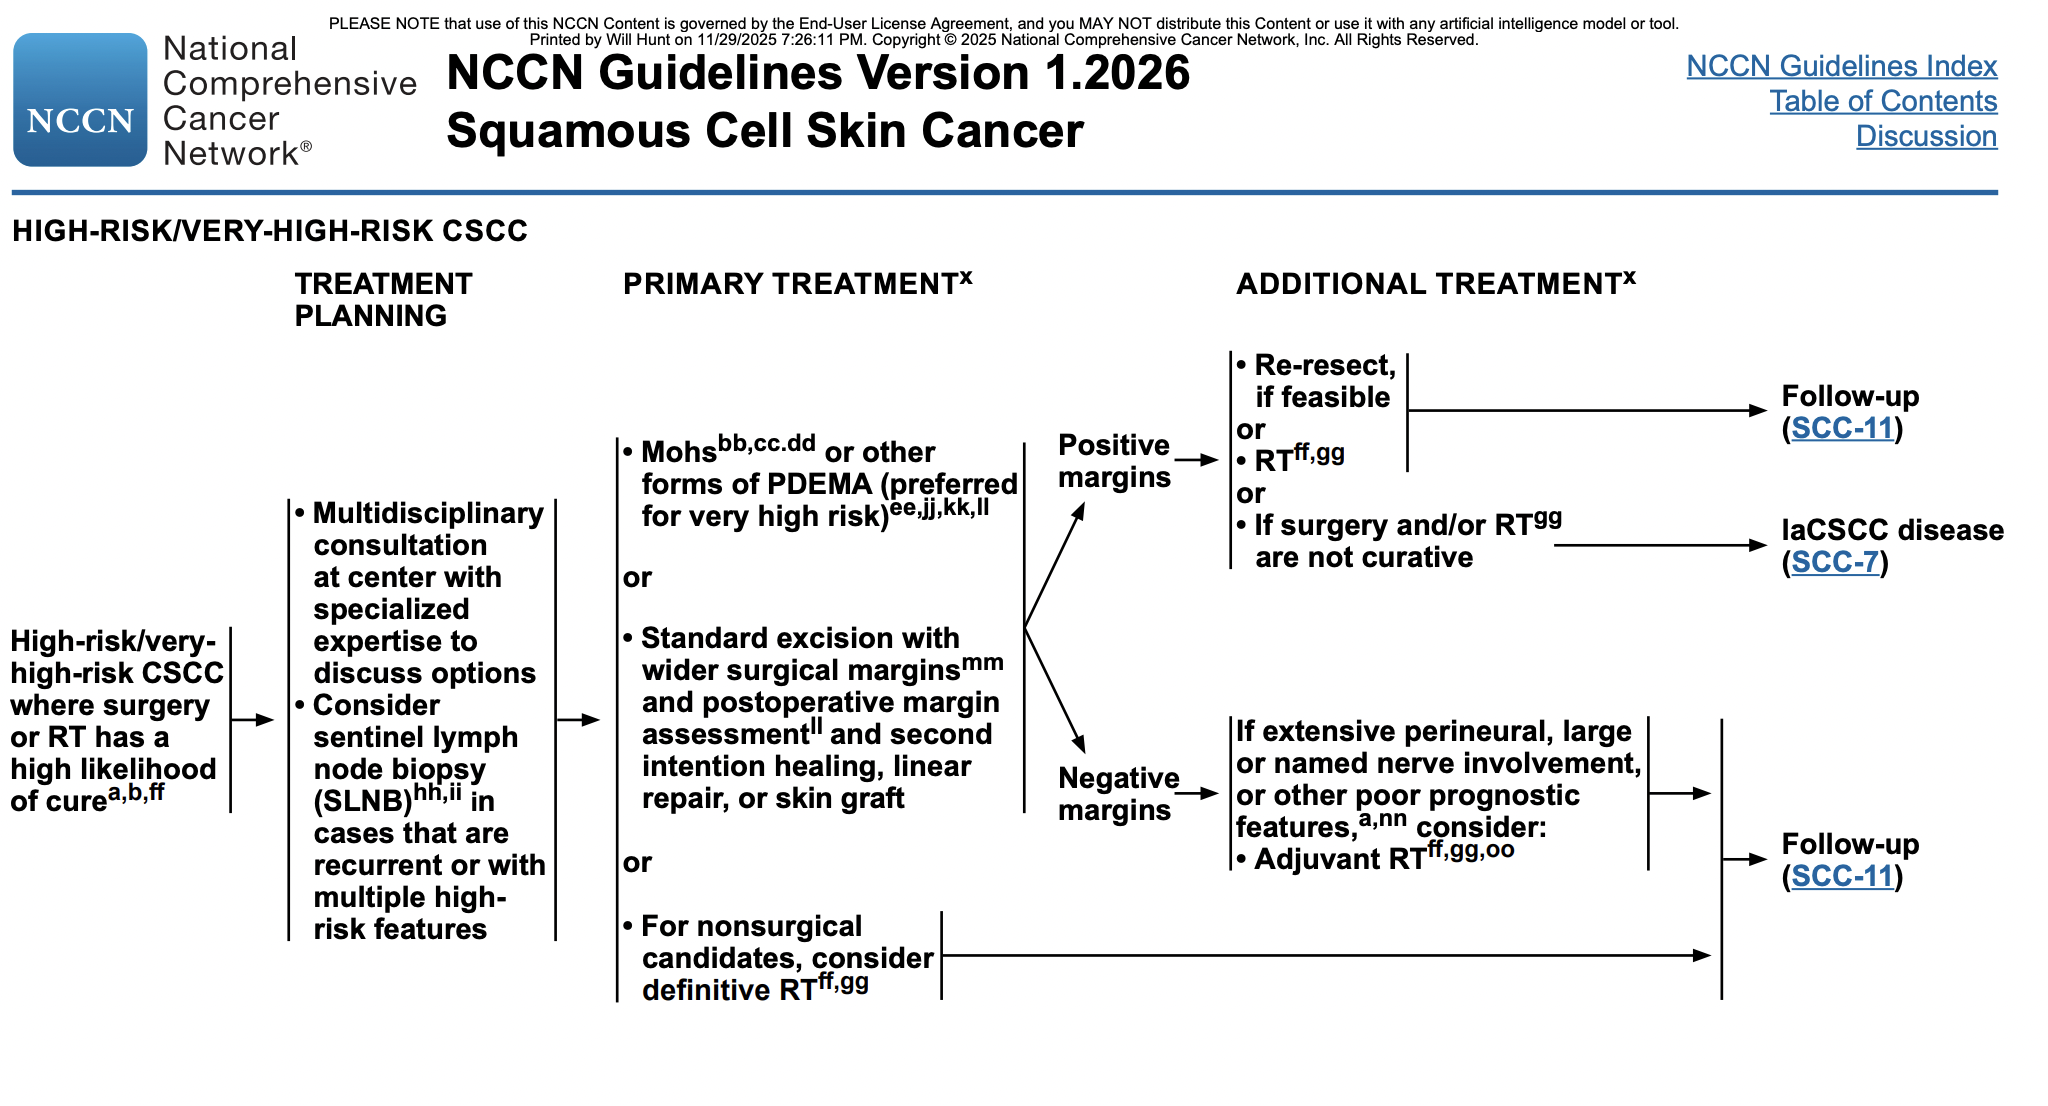 PLEASE NOTE that use of this NCCN Content is governed by the End-User License Agreement, and you MAY NOT distribute this Content or use it with any artificial intelligence model or tool.
Printed by Will Hunt on 11/29/2025 7:26:11 PM. Copyright © 2025 National Comprehensive Cancer Network, Inc. All Rights Reserved.
NCCN
National
Comprehensive
Cancer
Network®
NCCN Guidelines Version 1.2026
Squamous Cell Skin Cancer
NCCN Guidelines Index
Table of Contents
Discussion
HIGH-RISK/VERY-HIGH-RISK CSCC
TREATMENT
PLANNING
PRIMARY TREATMENTx
ADDITIONAL TREATMENTx
High-risk/very-
high-risk CSCC
where surgery
or RT has a
high likelihood
of curea,b,ff
• Multidisciplinary
consultation
at center with
specialized
expertise to
discuss options
• Consider
sentinel lymph
node biopsy
(SLNB)hh,ii in
cases that are
recurrent or with
multiple high-
risk features
• Mohsbb,cc.dd or other
forms of PDEMA (preferred
for very high risk)ee,jj,kk,ll
or
• Standard excision with
wider surgical marginsmm
and postoperative margin
assessmentll and second
intention healing, linear
repair, or skin graft
or
• For nonsurgical
candidates, consider
definitive RTff,gg
Positive
margins
Negative
margins
• Re-resect,
if feasible
or
• RTff,gg
or
• If surgery and/or RTgg
are not curative
Follow-up
(SCC-11)
laCSCC disease
(SCC-7)
If extensive perineural, large
or named nerve involvement,
or other poor prognostic
features,a,nn consider:
• Adjuvant RTff,gg,oo
Follow-up
(SCC-11)